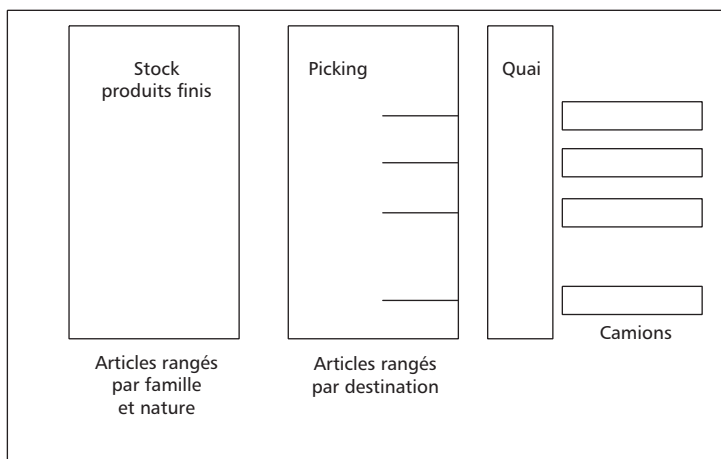 Stock
produits finis
Picking
Quai
Camions
Articles rangés
par famille
et nature
Articles rangés
par destination